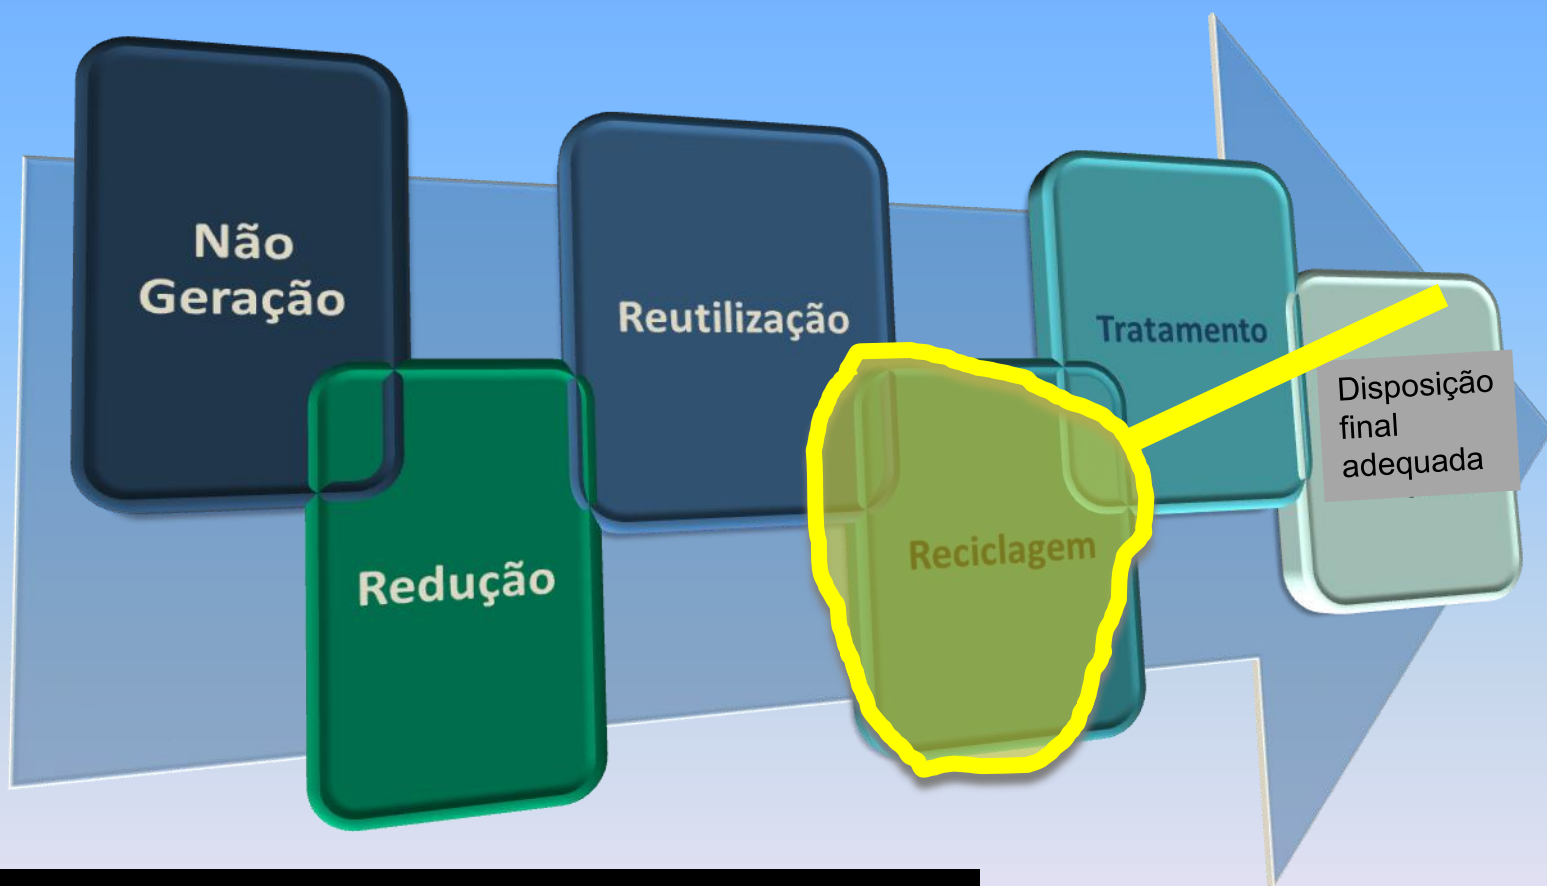 Não
Geração
Redução
Reutilização
Reciclagem
Tratamento
Disposição
final
adequada